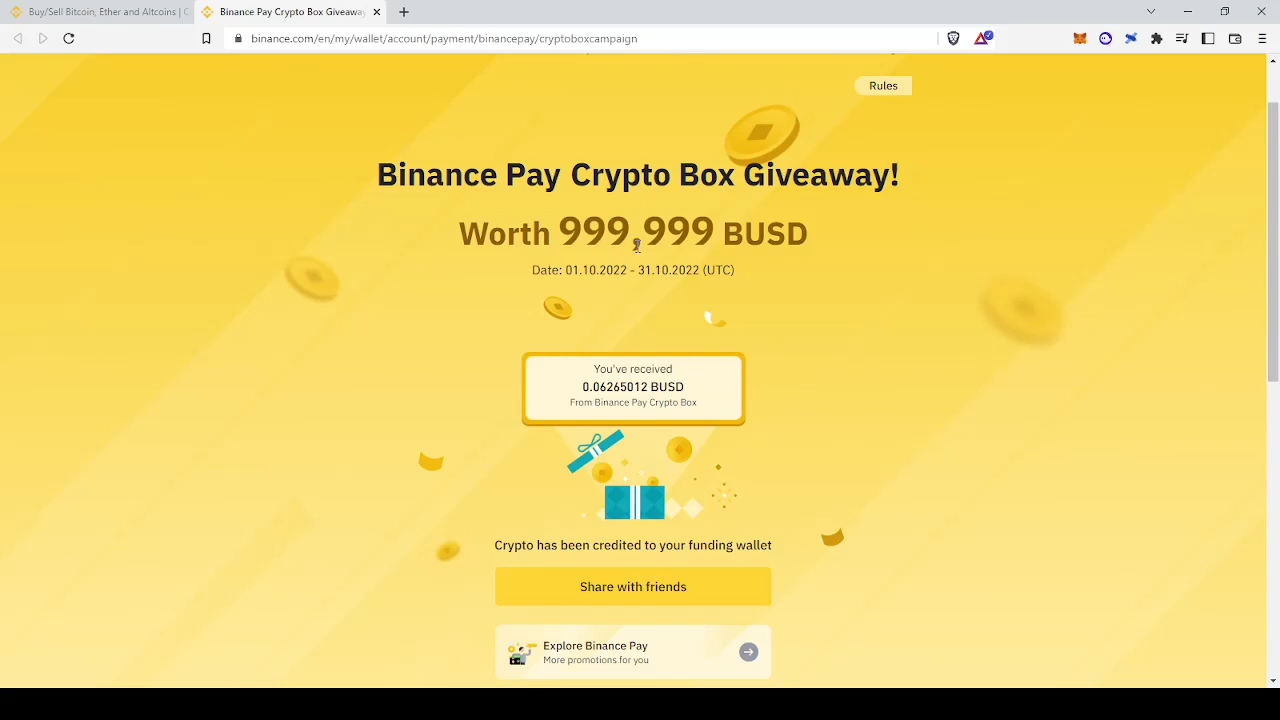 Buy/Sell Bitcoin, Ether and Altcoins | C
Binance Pay Crypto Box Giveaway
binance.com/en/my/wallet/account/payment/binancepay/cryptoboxcampaign
Rules
Binance Pay Crypto Box Giveaway!
Worth 999,999 BUSD
Date: 01.10.2022 - 31.10.2022 (UTC)
You've received
0.06265012 BUSD
From Binance Pay Crypto Box
Crypto has been credited to your funding wallet
Share with friends
Explore Binance Pay
More promotions for you